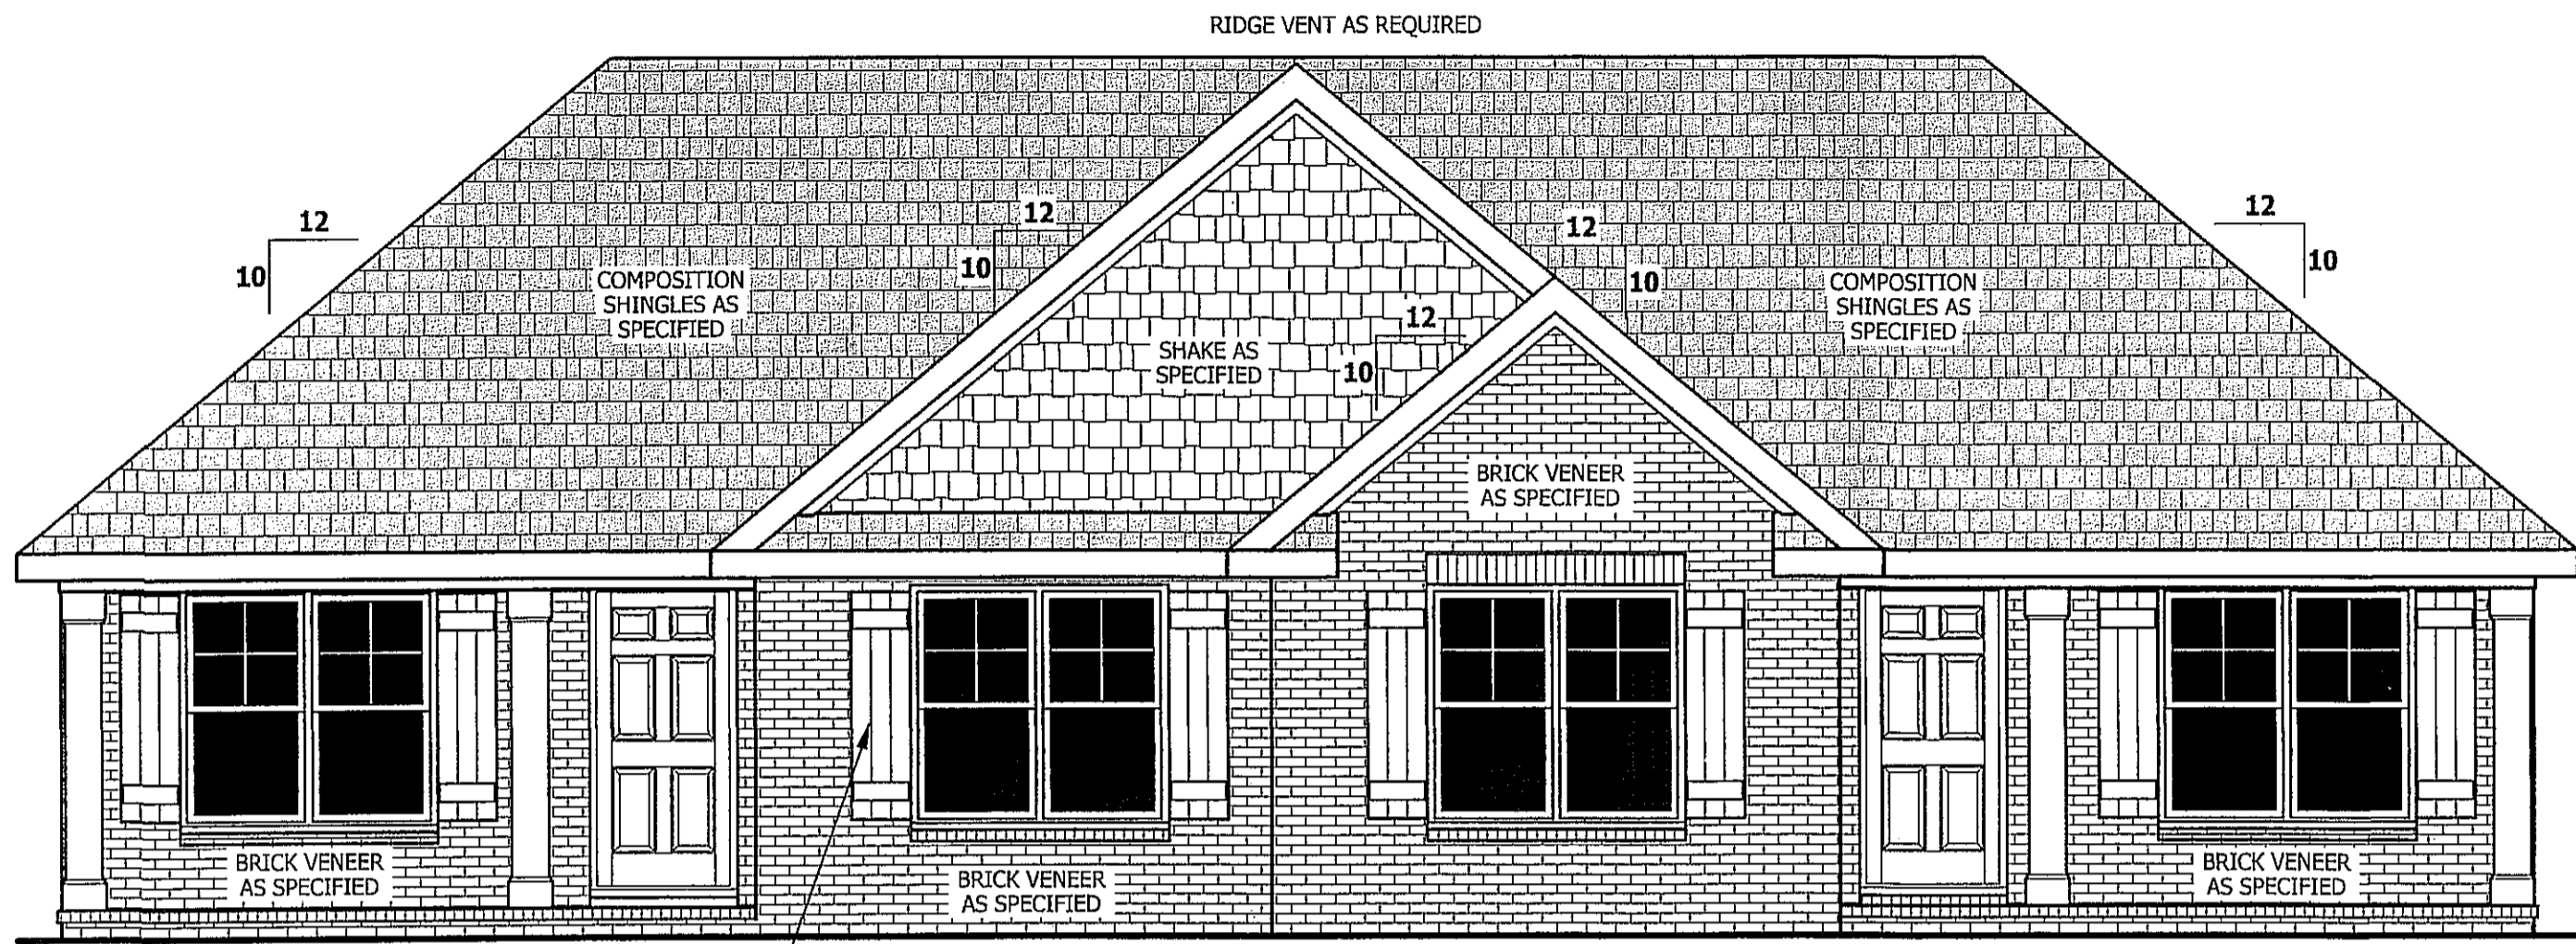 RIDGE VENT AS REQUIRED
12
10
COMPOSITION
SHINGLES AS
SPECIFIED
12
10
SHAKE AS
SPECIFIED
12
10
12
10
COMPOSITION
SHINGLES AS
SPECIFIED
12
10
BRICK VENEER
AS SPECIFIED
BRICK VENEER
AS SPECIFIED
BRICK VENEER
AS SPECIFIED
BRICK VENEER
AS SPECIFIED